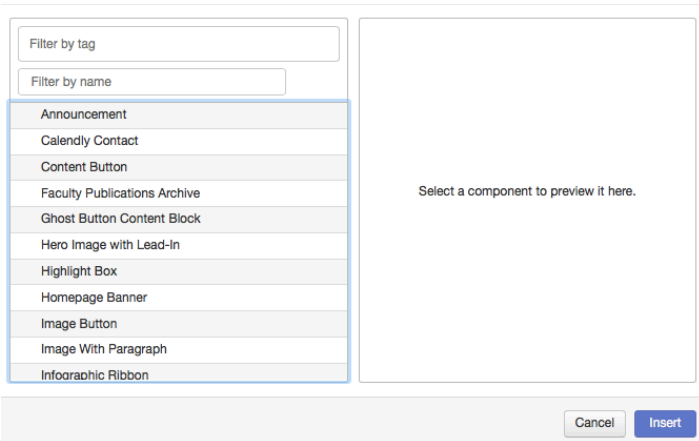 Filter by tag
Filter by name
Announcement
Calendly Contact
Content Button
Faculty Publications Archive
Ghost Button Content Block
Hero Image with Lead-In
Highlight Box
Homepage Banner
Image Button
Image With Paragraph
Infographic Ribbon
Select a component to preview it here.
Cancel
Insert